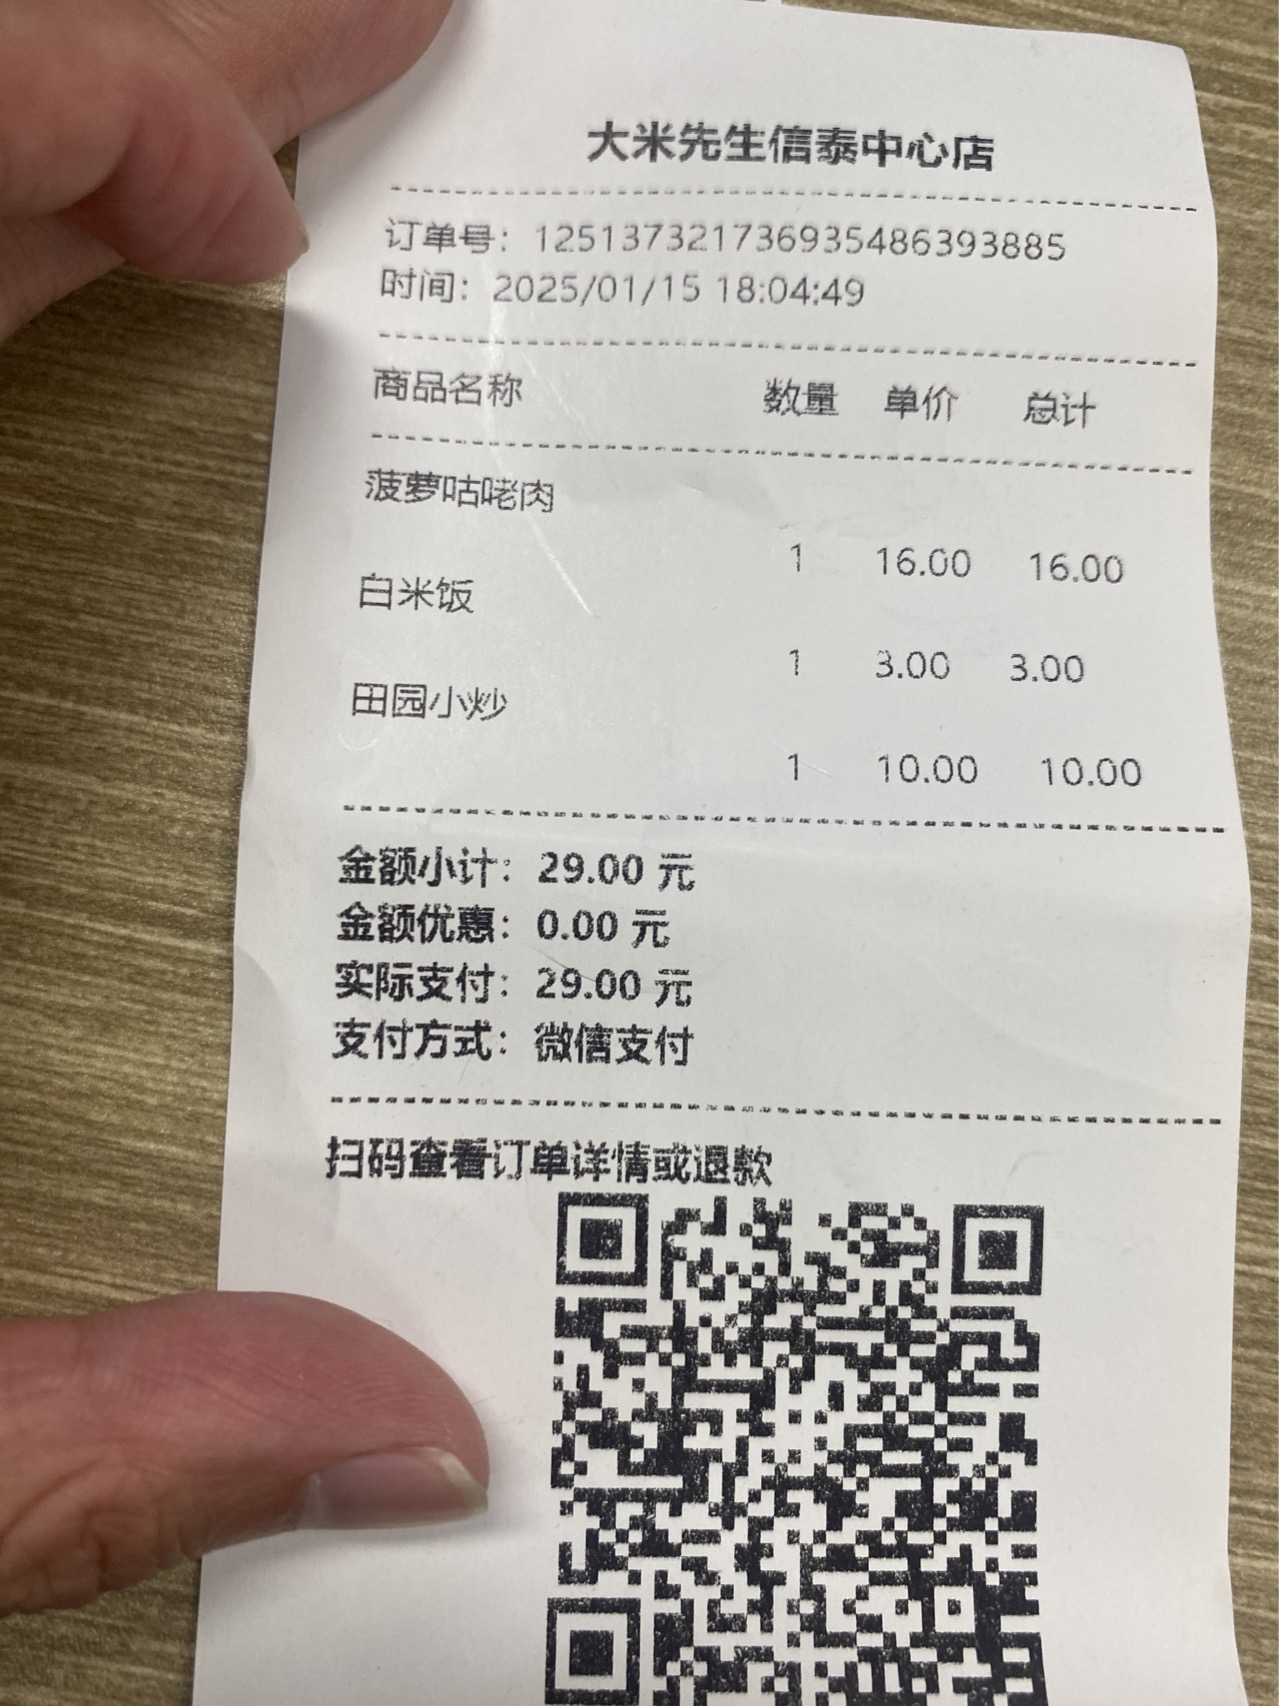 大米先生信泰中心店
订单号：12513732173693548639​3885
时间：2025/01/15 18:04:49
商品名称 数量 单价 总计
菠萝咕咾肉
1 16.00 16.00
白米饭
1 3.00 3.00
田园小炒
1 10.00 10.00
金额小计：29.00 元
金额优惠：0.00 元
实际支付：29.00 元
支付方式：微信支付
扫码查看订单详情或退款